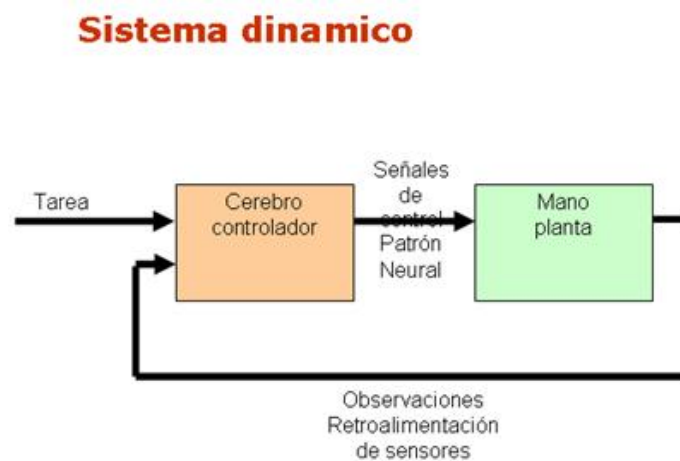 Sistema dinamico
Tarea
Cerebro
controlador
Señales
de
control
Patrón
Neural
Mano
planta
Observaciones
Retroalimentación
de sensores